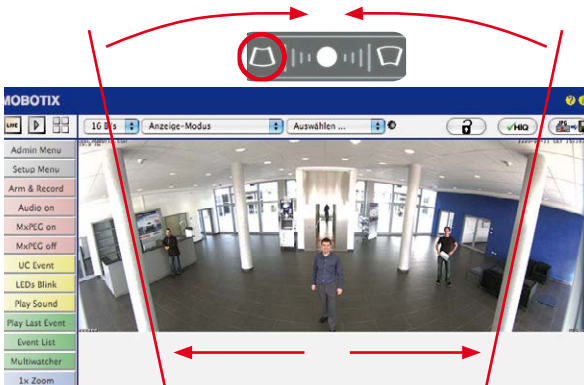 MOBOTIX
LIVE
16 B/s
Anzeige-Modus
Auswählen ...
HIQ
Admin Menu
Setup Menu
Arm & Record
Audio on
MxPEG on
MxPEG off
UC Event
LEDs Blink
Play Sound
Play Last Event
Event List
Multiwatcher
1x Zoom